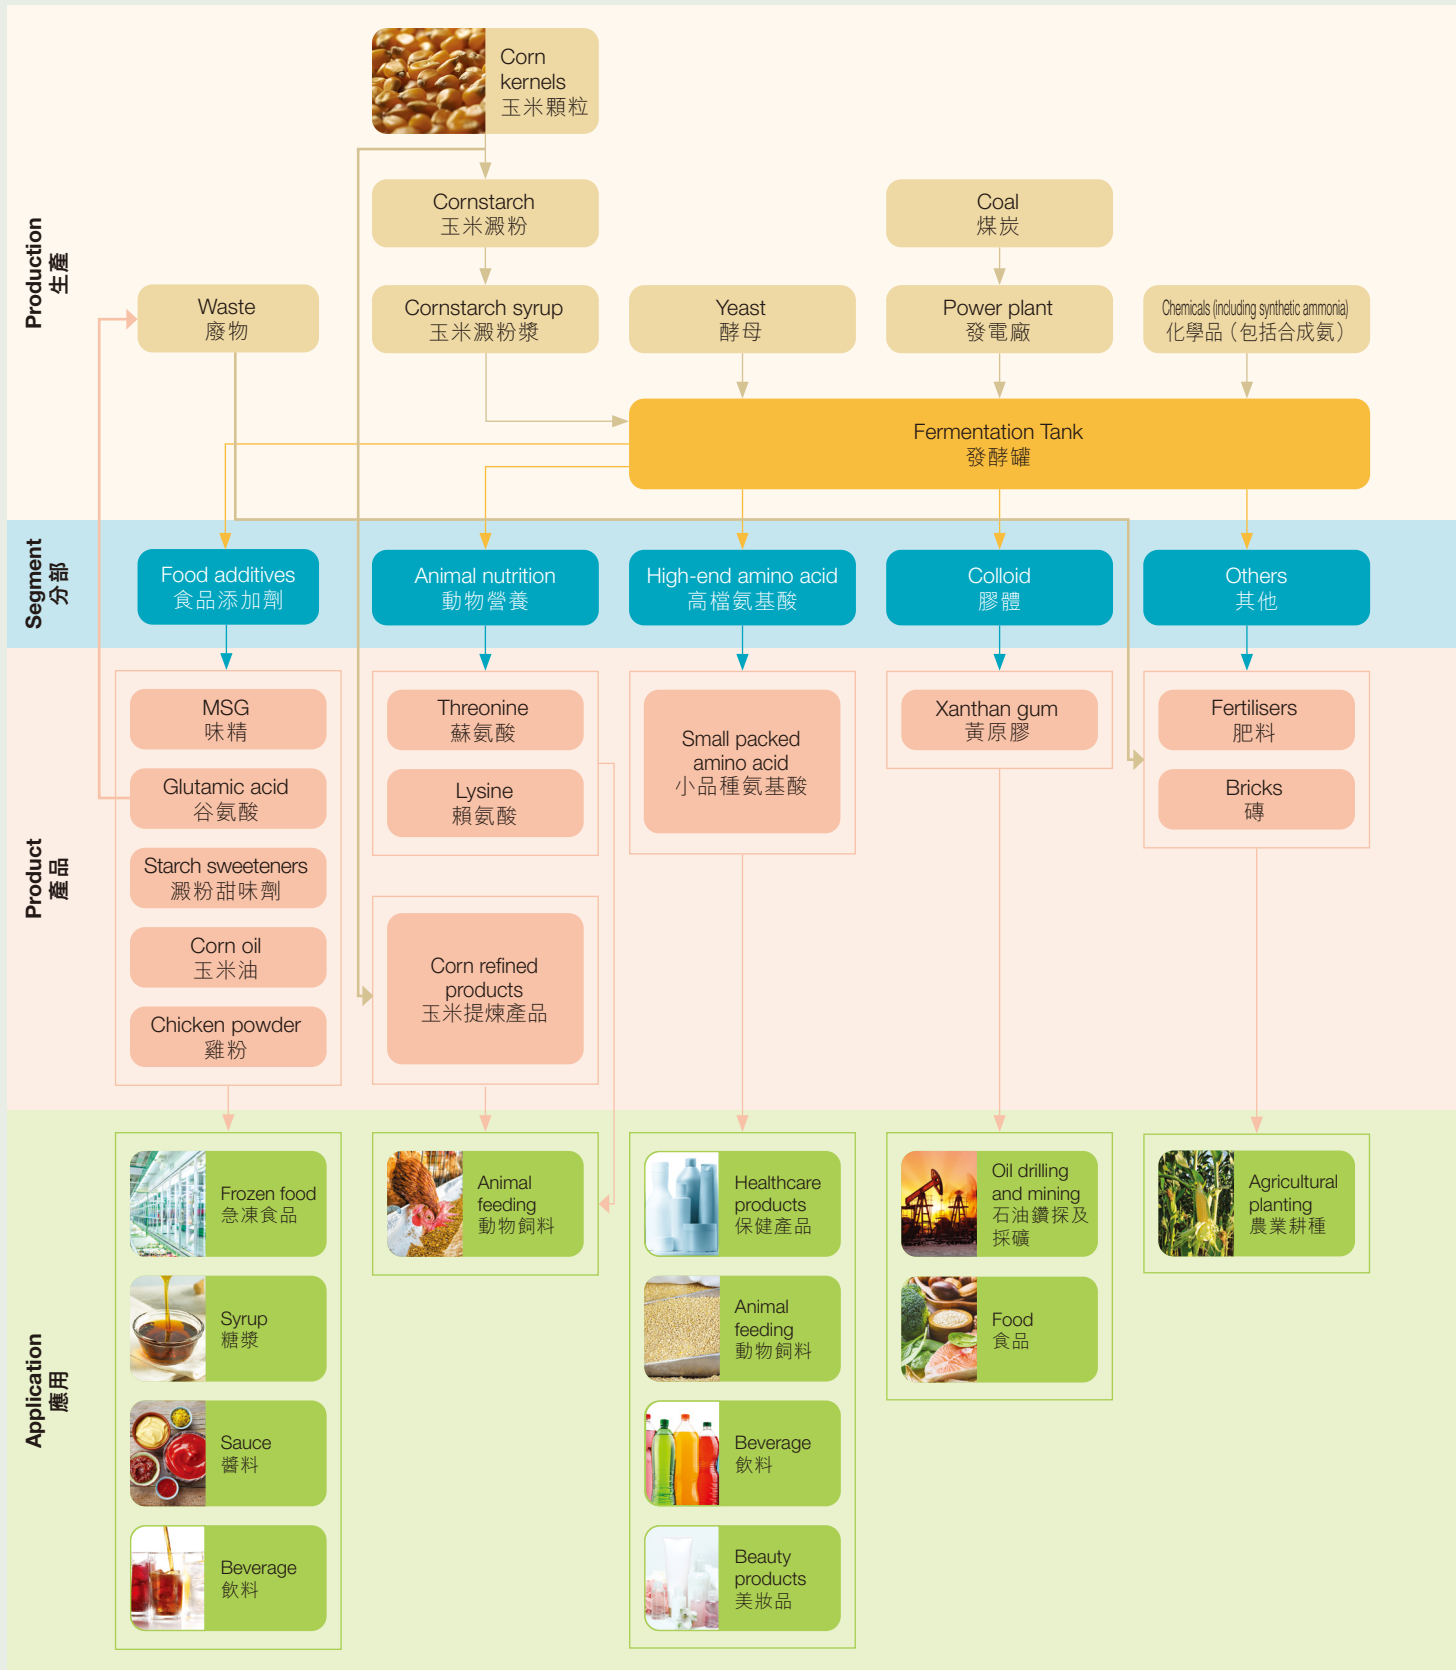 Production
生產
Corn
kernels
玉米顆粒
Cornstarch
玉米澱粉
Coal
煤炭
Waste
廢物
Cornstarch syrup
玉米澱粉漿
Yeast
酵母
Power plant
發電廠
Chemicals (including synthetic ammonia)
化學品（包括合成氨）
Fermentation Tank
發酵罐
Segment
分部
Food additives
食品添加劑
Animal nutrition
動物營養
High-end amino acid
高檔氨基酸
Colloid
膠體
Others
其他
Product
產品
MSG
味精
Glutamic acid
谷氨酸
Starch sweeteners
澱粉甜味劑
Corn oil
玉米油
Chicken powder
雞粉
Threonine
蘇氨酸
Lysine
賴氨酸
Corn refined
products
玉米提煉產品
Small packed
amino acid
小品種氨基酸
Xanthan gum
黃原膠
Fertilisers
肥料
Bricks
磚
Application
應用
Frozen food
急凍食品
Syrup
糖漿
Sauce
醬料
Beverage
飲料
Animal
feeding
動物飼料
Healthcare
products
保健產品
Animal
feeding
動物飼料
Beverage
飲料
Beauty
products
美妝品
Oil drilling
and mining
石油鑽探及
採礦
Food
食品
Agricultural
planting
農業耕種